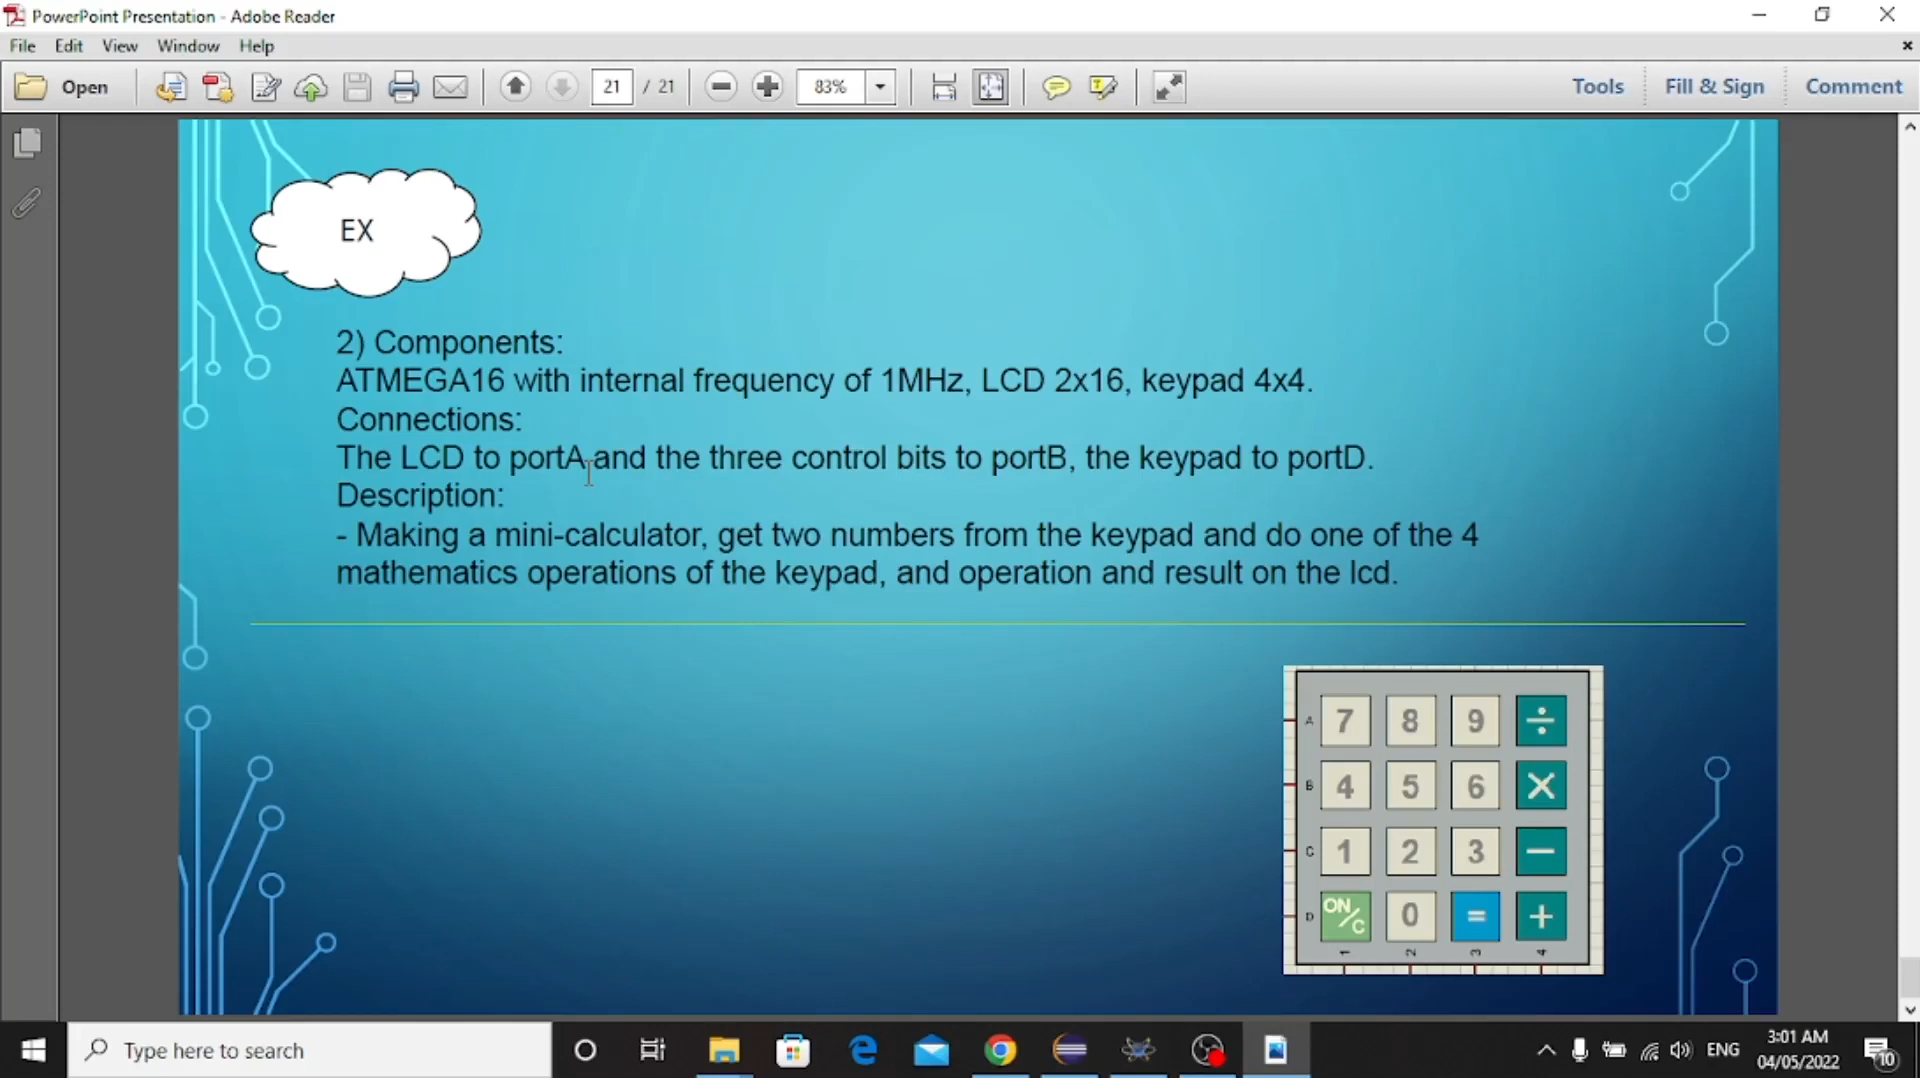 PowerPoint Presentation - Adobe Reader
File Edit View Window Help
Open 21 / 21 83% Tools Fill & Sign Comment
EX
2) Components:
ATMEGA16 with internal frequency of 1MHz, LCD 2x16, keypad 4x4.
Connections:
The LCD to portA and the three control bits to portB, the keypad to portD.
Description:
- Making a mini-calculator, get two numbers from the keypad and do one of the 4
mathematics operations of the keypad, and operation and result on the lcd.
A 7 8 9 ÷
B 4 5 6 ×
C 1 2 3 −
D ON/C 0 = +
1 2 3 4
Type here to search
ENG
3:01 AM
04/05/2022
10